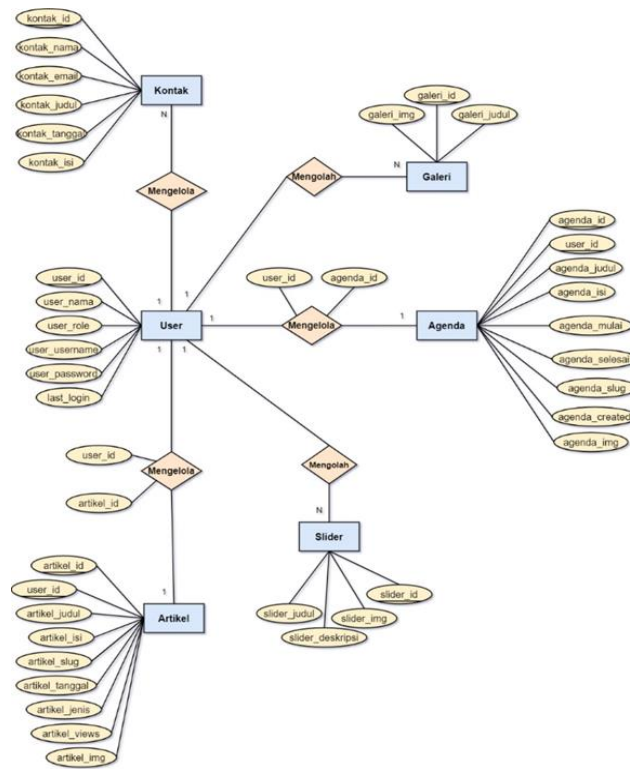 kontak_id
kontak_nama
kontak_email
kontak_judul
kontak_tanggal
kontak_isi
Kontak
N
Mengelola
1
galeri_id
galeri_img
galeri_judul
Mengolah
N
Galeri
1
user_id
user_nama
user_role
user_username
user_password
last_login
User
1
user_id
agenda_id
Mengelola
1
Agenda
agenda_id
user_id
agenda_judul
agenda_isi
agenda_mulai
agenda_selesai
agenda_slug
agenda_created
agenda_img
1
1
user_id
artikel_id
Mengelola
1
Artikel
artikel_id
user_id
artikel_judul
artikel_isi
artikel_slug
artikel_tanggal
artikel_jenis
artikel_views
artikel_img
Mengolah
N
Slider
slider_judul
slider_deskripsi
slider_img
slider_id